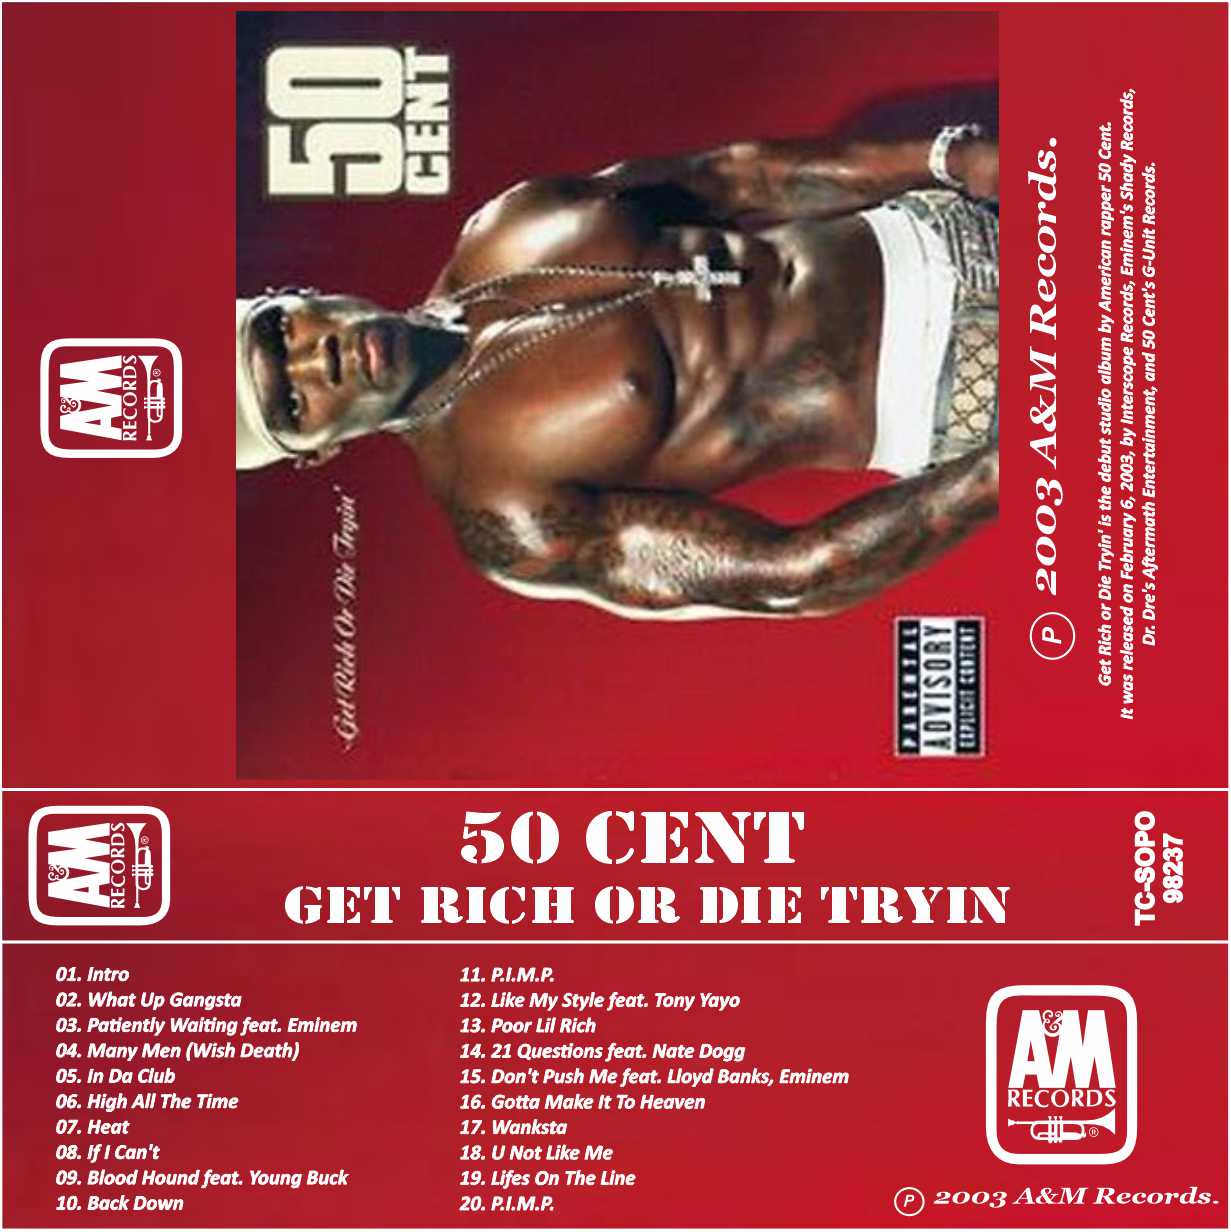 50
CENT
Get Rich Or Die Tryin'
PARENTAL
ADVISORY
EXPLICIT CONTENT
A&M
RECORDS
®
P 2003 A&M Records.
Get Rich or Die Tryin' is the debut studio album by American rapper 50 Cent.
It was released on February 6, 2003, by Interscope Records, Eminem's Shady Records,
Dr. Dre's Aftermath Entertainment, and 50 Cent's G-Unit Records.
A&M
RECORDS
®
50 CENT
GET RICH OR DIE TRYIN
TC-SOPO
98237
01. Intro
02. What Up Gangsta
03. Patiently Waiting feat. Eminem
04. Many Men (Wish Death)
05. In Da Club
06. High All The Time
07. Heat
08. If I Can't
09. Blood Hound feat. Young Buck
10. Back Down
11. P.I.M.P.
12. Like My Style feat. Tony Yayo
13. Poor Lil Rich
14. 21 Questions feat. Nate Dogg
15. Don't Push Me feat. Lloyd Banks, Eminem
16. Gotta Make It To Heaven
17. Wanksta
18. U Not Like Me
19. Lifes On The Line
20. P.I.M.P.
A&M
RECORDS
®
P 2003 A&M Records.